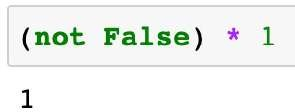 (not False) * 1
1